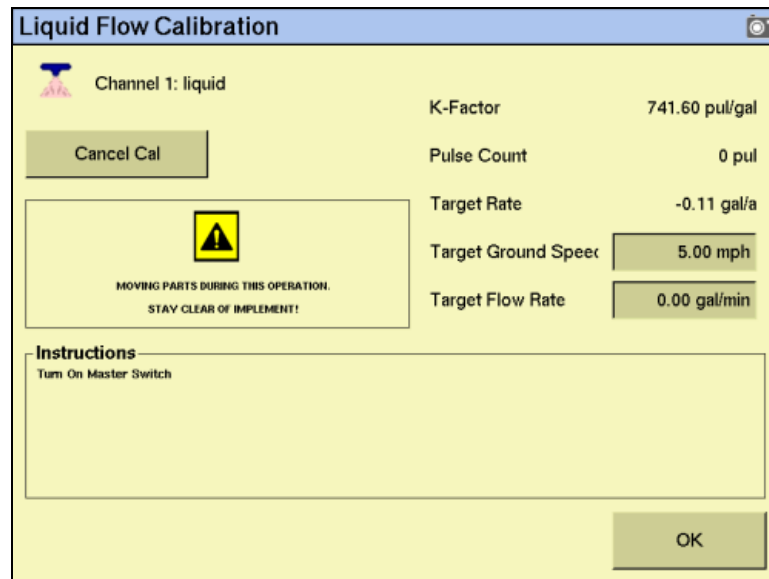 Liquid Flow Calibration
Channel 1: liquid
Cancel Cal
MOVING PARTS DURING THIS OPERATION.
STAY CLEAR OF IMPLEMENT!
K-Factor 741.60 pul/gal
Pulse Count 0 pul
Target Rate -0.11 gal/a
Target Ground Speec 5.00 mph
Target Flow Rate 0.00 gal/min
Instructions
Turn On Master Switch
OK